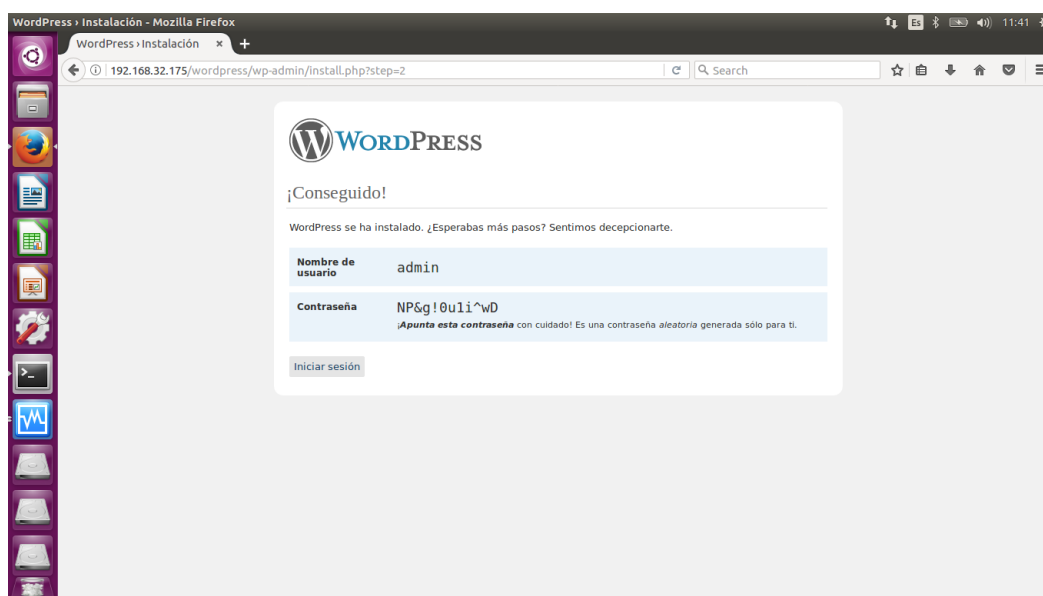 WordPress › Instalación - Mozilla Firefox
Es
11:41
WordPress › Instalación × +
192.168.32.175/wordpress/wp-admin/install.php?step=2
Search
WORDPRESS
¡Conseguido!
WordPress se ha instalado. ¿Esperabas más pasos? Sentimos decepcionarte.
Nombre de
usuario
admin
Contraseña
NP&g!0u1i^wD
¡Apunta esta contraseña con cuidado! Es una contraseña aleatoria generada sólo para ti.
Iniciar sesión